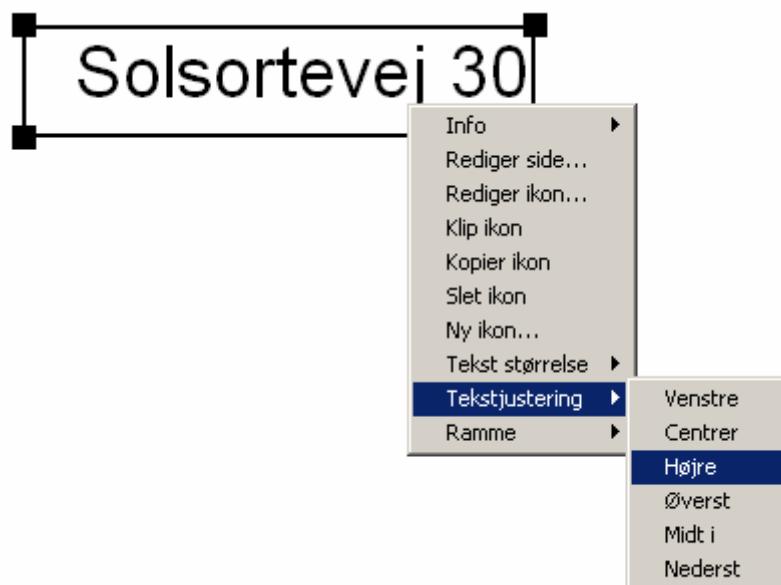 Solsortevej 30
Info
Rediger side...
Rediger ikon...
Klip ikon
Kopier ikon
Slet ikon
Ny ikon...
Tekst størrelse
Tekstjustering
Ramme
Venstre
Centrer
Højre
Øverst
Midt i
Nederst